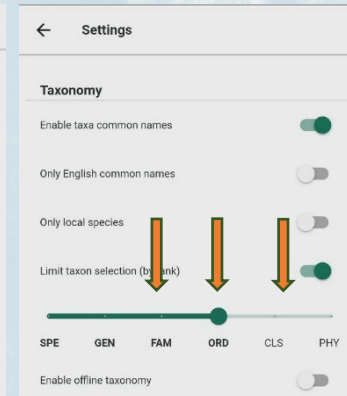 Settings
Taxonomy
Enable taxa common names
Only English common names
Only local species
Limit taxon selection (by rank)
SPE GEN FAM ORD CLS PHY
Enable offline taxonomy